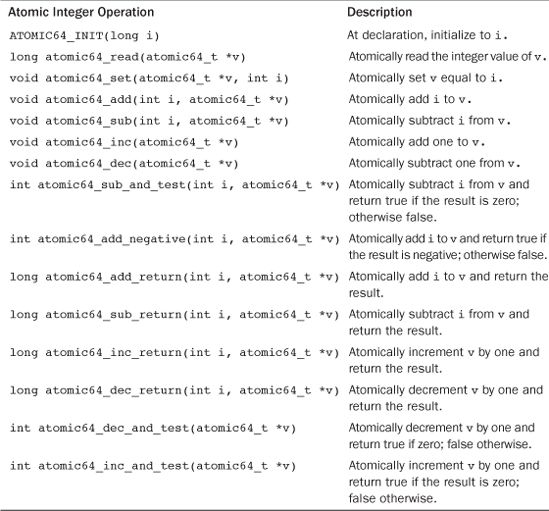 Atomic Integer Operation Description
ATOMIC64_INIT(long i) At declaration, initialize to i.
long atomic64_read(atomic64_t *v) Atomically read the integer value of v.
void atomic64_set(atomic64_t *v, int i) Atomically set v equal to i.
void atomic64_add(int i, atomic64_t *v) Atomically add i to v.
void atomic64_sub(int i, atomic64_t *v) Atomically subtract i from v.
void atomic64_inc(atomic64_t *v) Atomically add one to v.
void atomic64_dec(atomic64_t *v) Atomically subtract one from v.
int atomic64_sub_and_test(int i, atomic64_t *v) Atomically subtract i from v and
return true if the result is zero;
otherwise false.
int atomic64_add_negative(int i, atomic64_t *v) Atomically add i to v and return true if
the result is negative; otherwise false.
long atomic64_add_return(int i, atomic64_t *v) Atomically add i to v and return the
result.
long atomic64_sub_return(int i, atomic64_t *v) Atomically subtract i from v and
return the result.
long atomic64_inc_return(int i, atomic64_t *v) Atomically increment v by one and
return the result.
long atomic64_dec_return(int i, atomic64_t *v) Atomically decrement v by one and
return the result.
int atomic64_dec_and_test(atomic64_t *v) Atomically decrement v by one and
return true if zero; false otherwise.
int atomic64_inc_and_test(atomic64_t *v) Atomically increment v by one and
return true if the result is zero;
false otherwise.